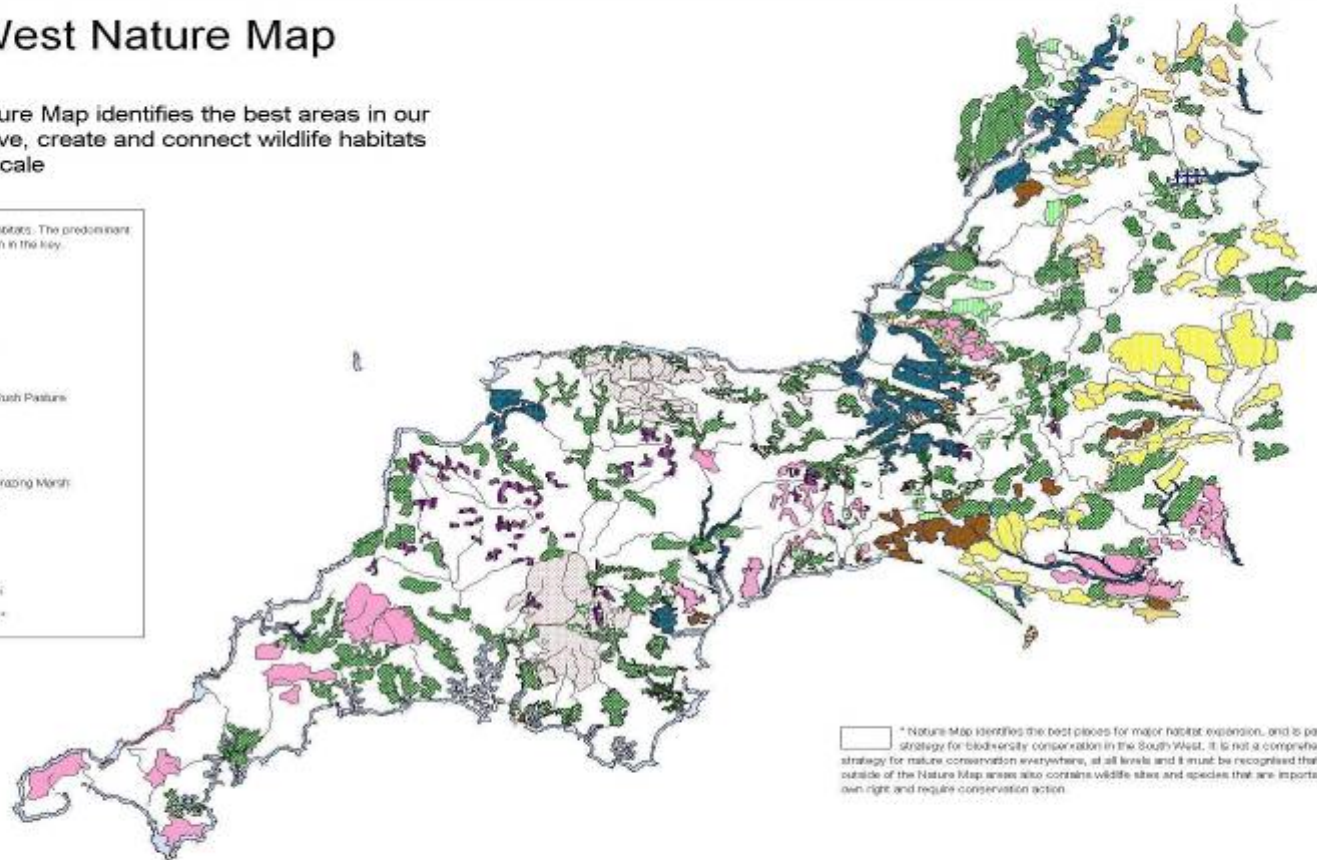 West Nature Map
ure Map identifies the best areas in our
ve, create and connect wildlife habitats
cale
bitats. The predominant
n in the key.
Rush Pasture
razing Marsh
* Nature Map identifies the best places for major habitat expansion, and is pa
strategy for biodiversity conservation in the South West. It is not a comprehe
strategy for nature conservation everywhere, at all levels and it must be recognised that
outside of the Nature Map areas also contains wildlife sites and species that are importa
own right and require conservation action.